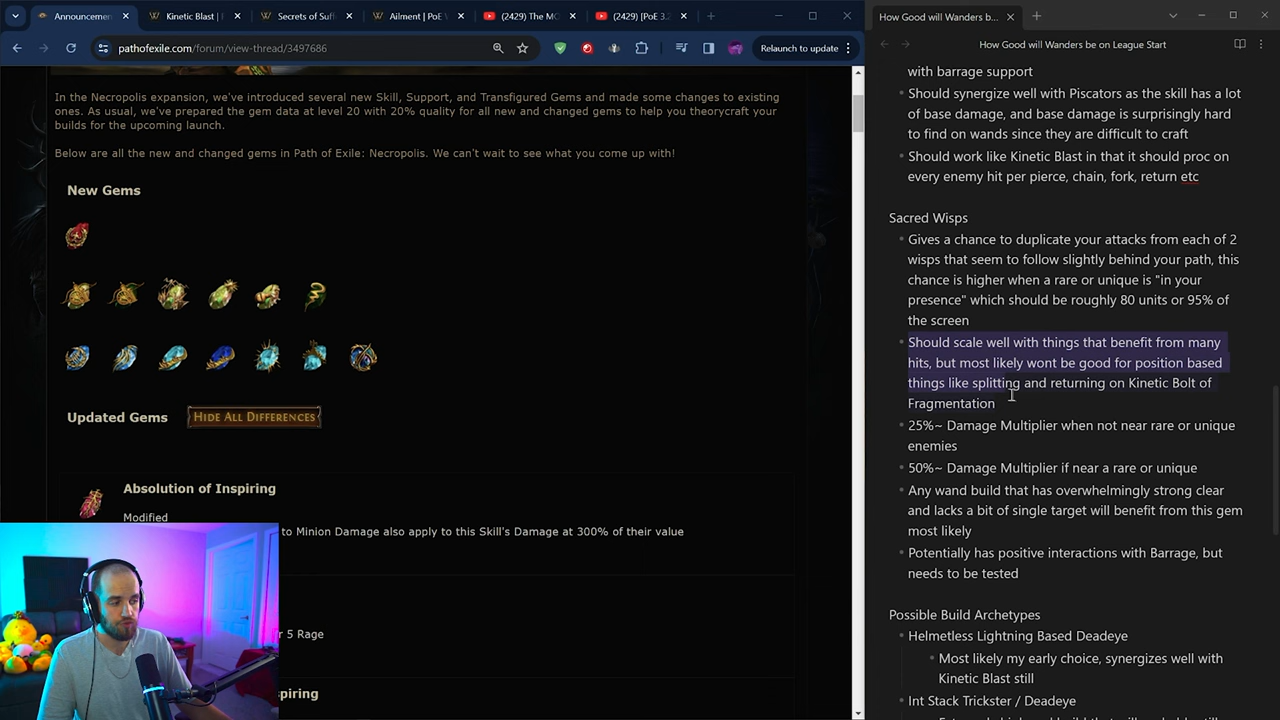 Announcemen
Kinetic Blast |
Secrets of Suff
Ailment | PoE
(2429) The MC
(2429) [PoE 3.2
How Good will Wanders b...
pathofexile.com/forum/view-thread/3497686
Relaunch to update
How Good will Wanders be on League Start
In the Necropolis expansion, we've introduced several new Skill, Support, and Transfigured Gems and made some changes to existing
ones. As usual, we've prepared the gem data at level 20 with 20% quality for all new and changed gems to help you theorycraft your
builds for the upcoming launch.
Below are all the new and changed gems in Path of Exile: Necropolis. We can't wait to see what you come up with!
New Gems
Updated Gems
Hide All Differences
Absolution of Inspiring
Modified
to Minion Damage also apply to this Skill's Damage at 300% of their value
5 Rage
spiring
with barrage support
Should synergize well with Piscators as the skill has a lot
of base damage, and base damage is surprisingly hard
to find on wands since they are difficult to craft
Should work like Kinetic Blast in that it should proc on
every enemy hit per pierce, chain, fork, return etc
Sacred Wisps
Gives a chance to duplicate your attacks from each of 2
wisps that seem to follow slightly behind your path, this
chance is higher when a rare or unique is "in your
presence" which should be roughly 80 units or 95% of
the screen
Should scale well with things that benefit from many
hits, but most likely wont be good for position based
things like splitting and returning on Kinetic Bolt of
Fragmentation
25%~ Damage Multiplier when not near rare or unique
enemies
50%~ Damage Multiplier if near a rare or unique
Any wand build that has overwhelmingly strong clear
and lacks a bit of single target will benefit from this gem
most likely
Potentially has positive interactions with Barrage, but
needs to be tested
Possible Build Archetypes
Helmetless Lightning Based Deadeye
Most likely my early choice, synergizes well with
Kinetic Blast still
Int Stack Trickster / Deadeye